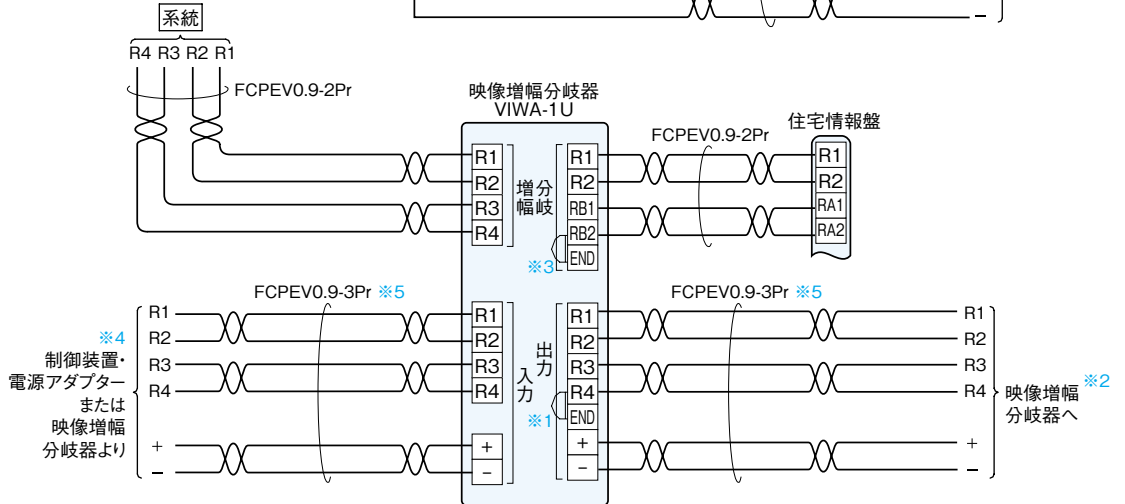 −
系統
R4 R3 R2 R1
FCPEV0.9-2Pr
映像増幅分岐器
VIWA-1U
FCPEV0.9-2Pr
住宅情報盤
R1
R2
R3
R4
増幅
分岐
R1
R2
RB1
RB2
END
※3
R1
R2
RA1
RA2
FCPEV0.9-3Pr ※5
FCPEV0.9-3Pr ※5
※4
制御装置・
電源アダプター
または
映像増幅
分岐器より
R1
R2
R3
R4
+
−
R1
R2
R3
R4
+
−
入力
出力
R1
R2
R3
R4
END
※1
+
−
R1
R2
R3
R4
+
−
映像増幅 ※2
分岐器へ